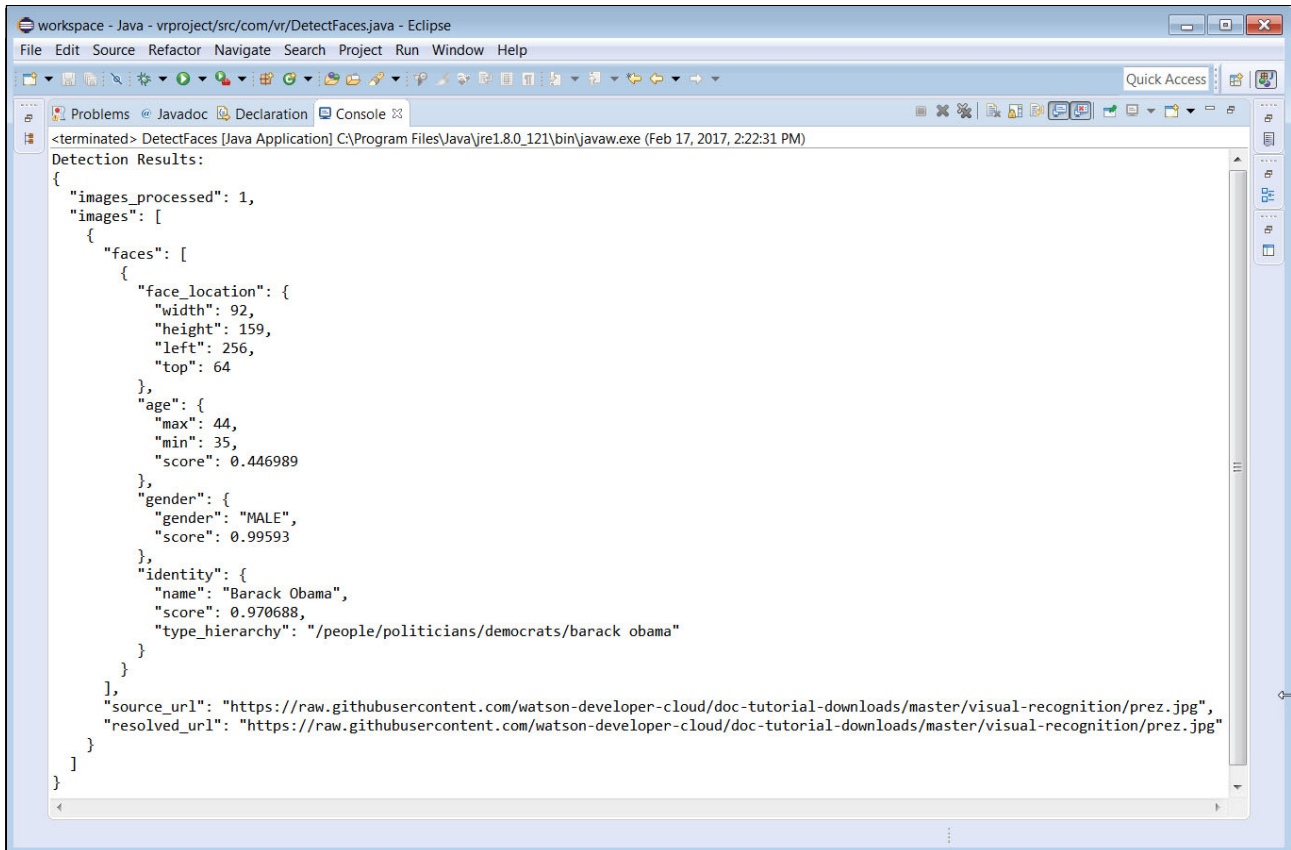 workspace - Java - vrproject/src/com/vr/DetectFaces.java - Eclipse
File Edit Source Refactor Navigate Search Project Run Window Help
Quick Access
Problems @ Javadoc Declaration Console
<terminated> DetectFaces [Java Application] C:\Program Files\Java\jre1.8.0_121\bin\javaw.exe (Feb 17, 2017, 2:22:31 PM)
Detection Results:
{
  "images_processed": 1,
  "images": [
    {
      "faces": [
        {
          "face_location": {
            "width": 92,
            "height": 159,
            "left": 256,
            "top": 64
          },
          "age": {
            "max": 44,
            "min": 35,
            "score": 0.446989
          },
          "gender": {
            "gender": "MALE",
            "score": 0.99593
          },
          "identity": {
            "name": "Barack Obama",
            "score": 0.970688,
            "type_hierarchy": "/people/politicians/democrats/barack obama"
          }
        }
      ],
      "source_url": "https://raw.githubusercontent.com/watson-developer-cloud/doc-tutorial-downloads/master/visual-recognition/prez.jpg",
      "resolved_url": "https://raw.githubusercontent.com/watson-developer-cloud/doc-tutorial-downloads/master/visual-recognition/prez.jpg"
    }
  ]
}